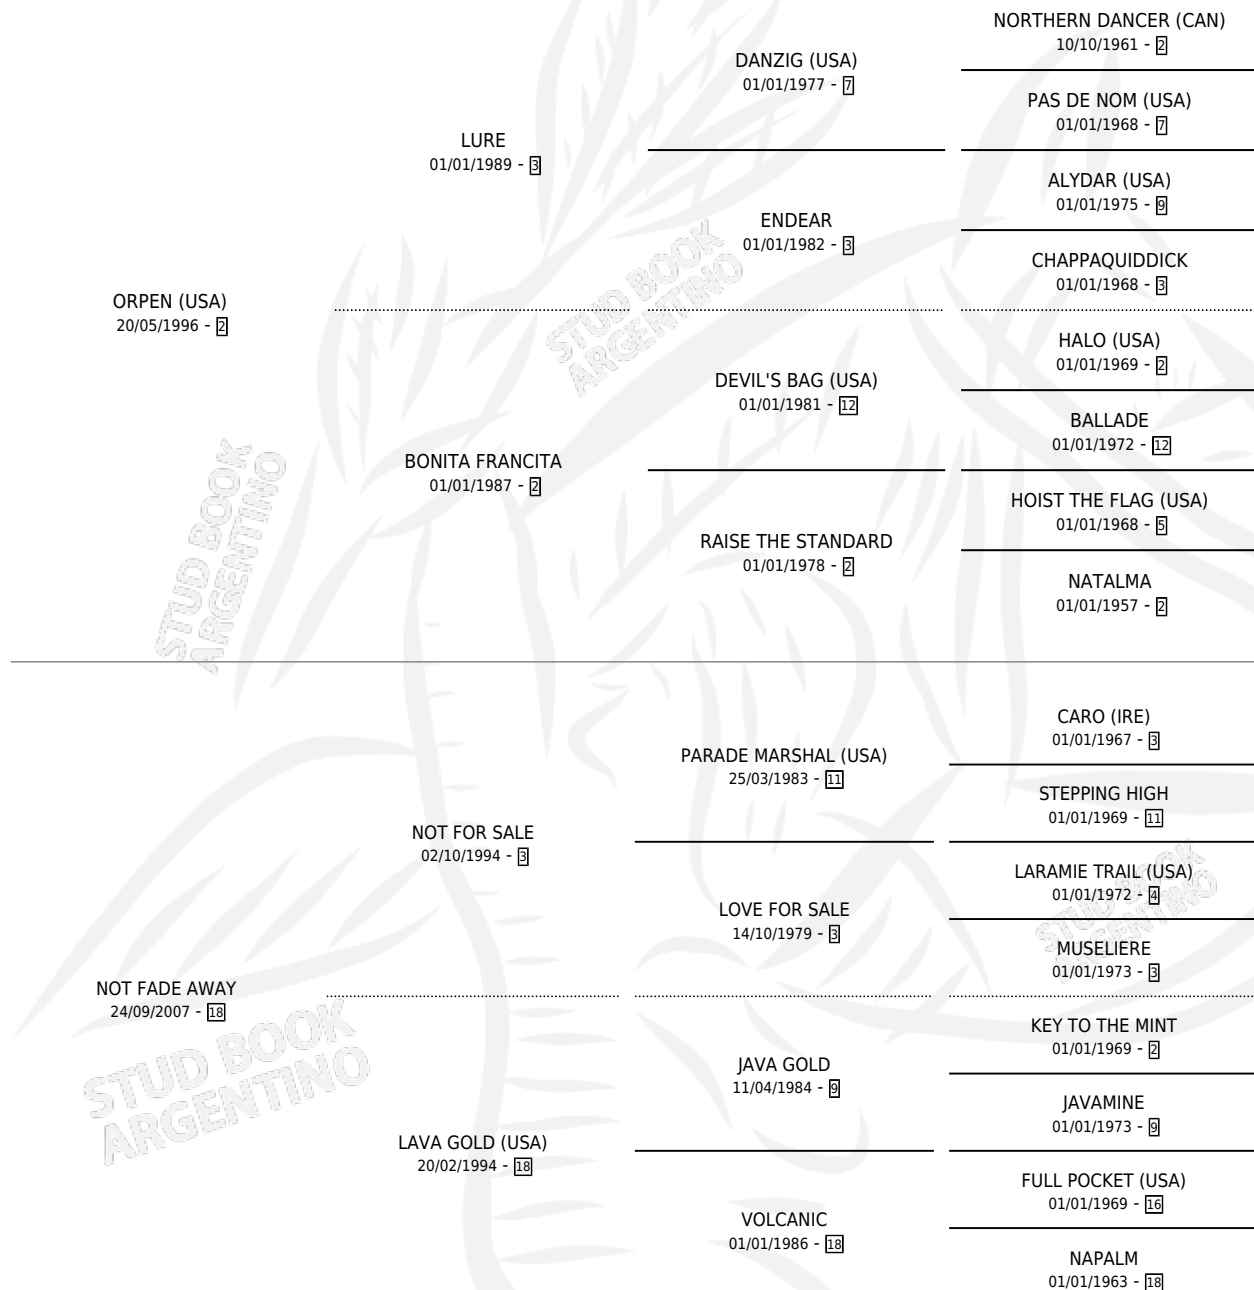 NORTHERN DANCER (CAN)
10/10/1961 - 2
DANZIG (USA)
01/01/1977 - 7
PAS DE NOM (USA)
01/01/1968 - 7
LURE
01/01/1989 - 3
ALYDAR (USA)
01/01/1975 - 9
ENDEAR
01/01/1982 - 3
CHAPPAQUIDDICK
01/01/1968 - 3
ORPEN (USA)
20/05/1996 - 2
HALO (USA)
01/01/1969 - 2
DEVIL'S BAG (USA)
01/01/1981 - 12
BALLADE
01/01/1972 - 12
BONITA FRANCITA
01/01/1987 - 2
HOIST THE FLAG (USA)
01/01/1968 - 5
RAISE THE STANDARD
01/01/1978 - 2
NATALMA
01/01/1957 - 2
CARO (IRE)
01/01/1967 - 3
PARADE MARSHAL (USA)
25/03/1983 - 11
STEPPING HIGH
01/01/1969 - 11
NOT FOR SALE
02/10/1994 - 3
LARAMIE TRAIL (USA)
01/01/1972 - 4
LOVE FOR SALE
14/10/1979 - 3
MUSELIERE
01/01/1973 - 3
NOT FADE AWAY
24/09/2007 - 18
KEY TO THE MINT
01/01/1969 - 2
JAVA GOLD
11/04/1984 - 9
JAVAMINE
01/01/1973 - 9
LAVA GOLD (USA)
20/02/1994 - 18
FULL POCKET (USA)
01/01/1969 - 16
VOLCANIC
01/01/1986 - 18
NAPALM
01/01/1963 - 18
STUD BOOK
ARGENTINO
STUD BOOK
ARGENTINO
STUD BOOK
ARGENTINO
STUD BOOK
ARGENTINO